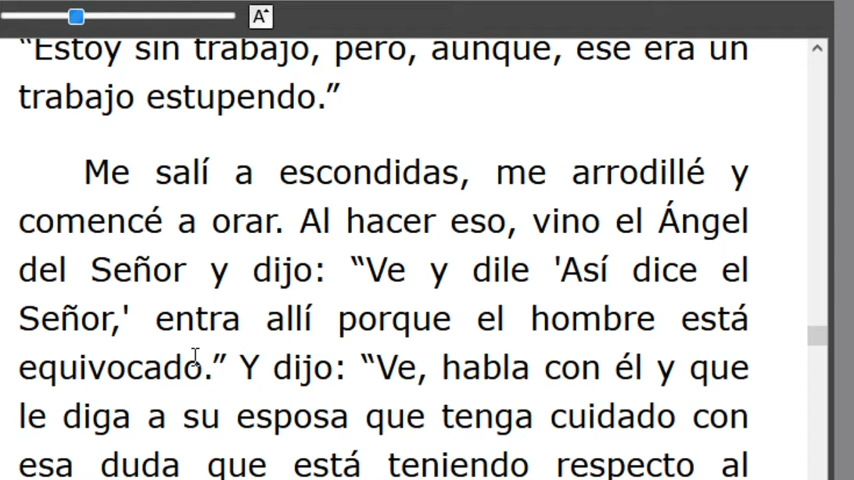 “Estoy sin trabajo, pero, aunque, ese era un
trabajo estupendo.”
Me salí a escondidas, me arrodillé y
comencé a orar. Al hacer eso, vino el Ángel
del Señor y dijo: “Ve y dile 'Así dice el
Señor,' entra allí porque el hombre está
equivocado.” Y dijo: “Ve, habla con él y que
le diga a su esposa que tenga cuidado con
esa duda que está teniendo respecto al